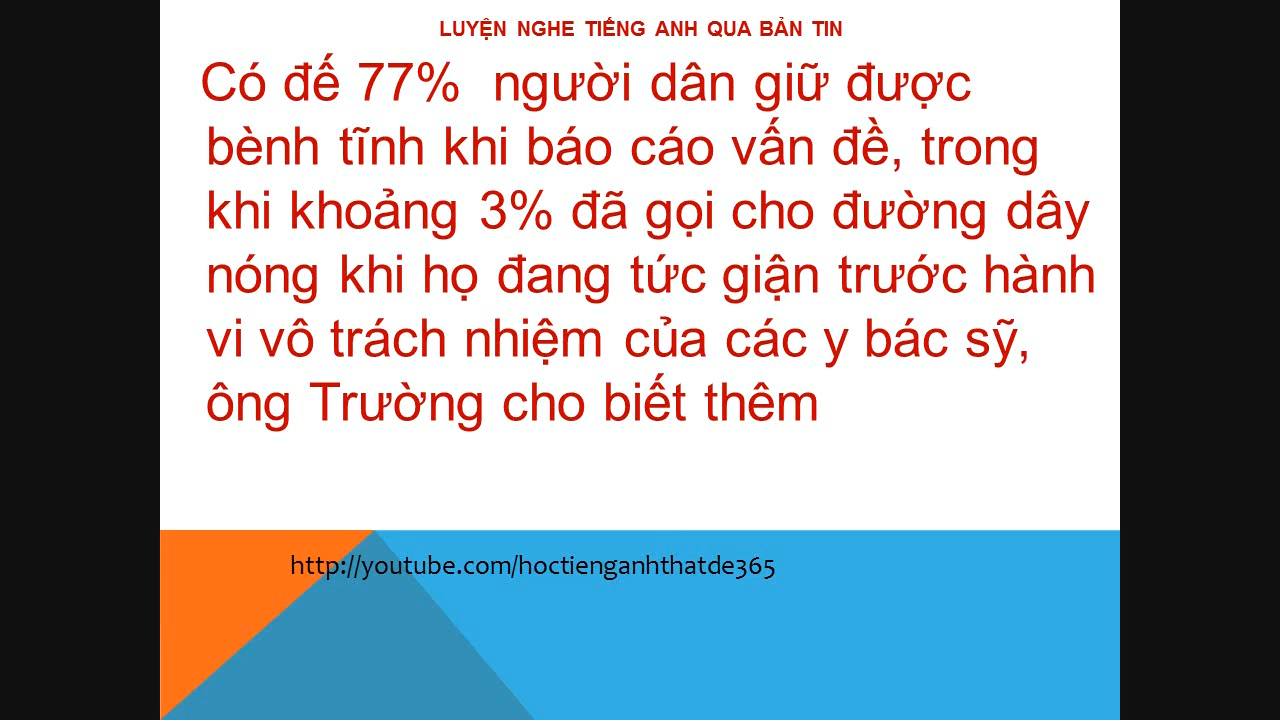 LUYỆN NGHE TIẾNG ANH QUA BẢN TIN
Có đế 77% người dân giữ được
bènh tĩnh khi báo cáo vấn đề, trong
khi khoảng 3% đã gọi cho đường dây
nóng khi họ đang tức giận trước hành
vi vô trách nhiệm của các y bác sỹ,
ông Trường cho biết thêm
http://youtube.com/hoctienganhthatde365